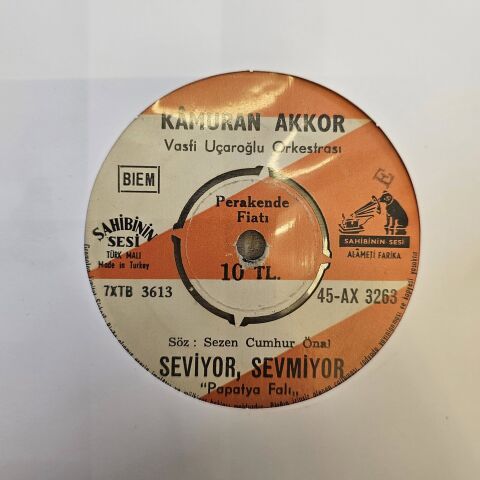 KÂMURAN AKKOR
Vasfi Uçaroğlu Orkestrası
BIEM
Perakende
Fiatı
10 TL.
SAHİBİNİN
SESİ
TÜRK MALI
Made in Turkey
SAHİBİNİN-SESİ
ALÂMETİ FARİKA
7XTB 3613
45-AX 3263
Söz : Sezen Cumhur Önal
SEVİYOR, SEVMİYOR
"Papatya Falı„